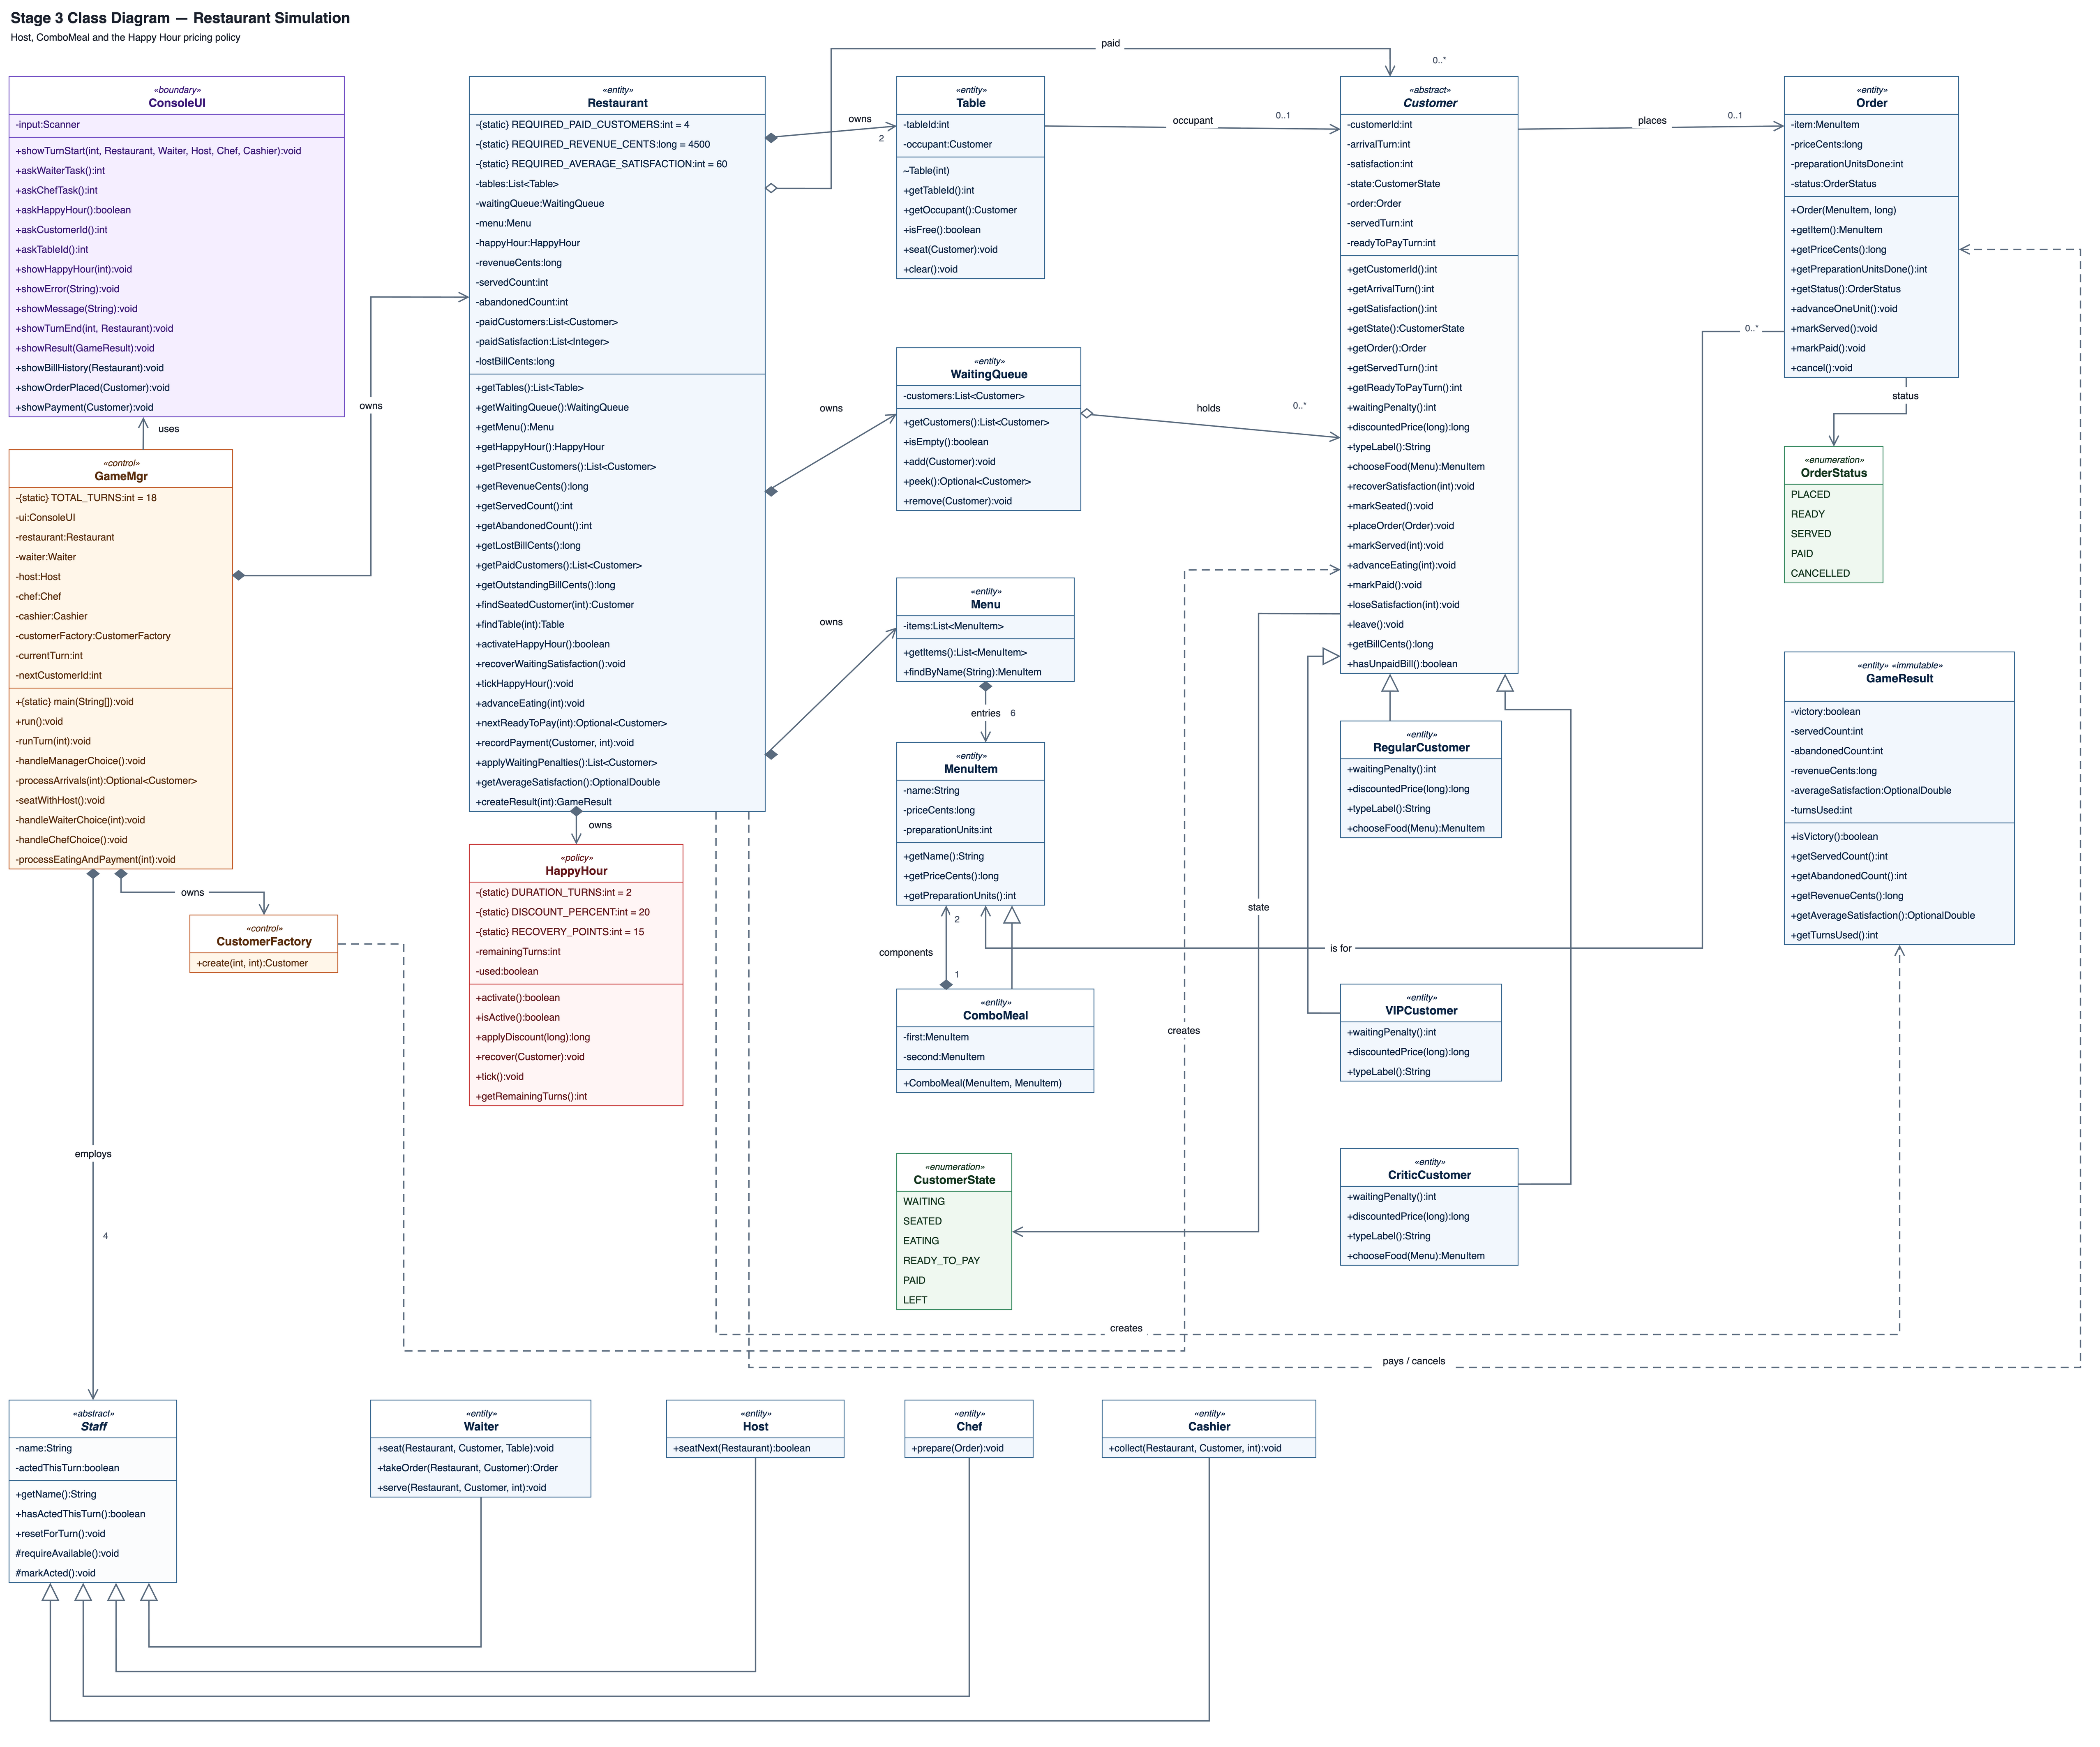 Stage 3 Class Diagram — Restaurant Simulation
Host, ComboMeal and the Happy Hour pricing policy
paid
0..*
«boundary»
ConsoleUI
-input:Scanner
+showTurnStart(int, Restaurant, Waiter, Host, Chef, Cashier):void
+askWaiterTask():int
+askChefTask():int
+askHappyHour():boolean
+askCustomerId():int
+askTableId():int
+showHappyHour(int):void
+showError(String):void
+showMessage(String):void
+showTurnEnd(int, Restaurant):void
+showResult(GameResult):void
+showBillHistory(Restaurant):void
+showOrderPlaced(Customer):void
+showPayment(Customer):void
uses
«control»
GameMgr
-{static} TOTAL_TURNS:int = 18
-ui:ConsoleUI
-restaurant:Restaurant
-waiter:Waiter
-host:Host
-chef:Chef
-cashier:Cashier
-customerFactory:CustomerFactory
-currentTurn:int
-nextCustomerId:int
+{static} main(String[]):void
+run():void
-runTurn(int):void
-handleManagerChoice():void
-processArrivals(int):Optional<Customer>
-seatWithHost():void
-handleWaiterChoice(int):void
-handleChefChoice():void
-processEatingAndPayment(int):void
owns
owns
«control»
CustomerFactory
+create(int, int):Customer
employs
4
«entity»
Restaurant
-{static} REQUIRED_PAID_CUSTOMERS:int = 4
-{static} REQUIRED_REVENUE_CENTS:long = 4500
-{static} REQUIRED_AVERAGE_SATISFACTION:int = 60
-tables:List<Table>
-waitingQueue:WaitingQueue
-menu:Menu
-happyHour:HappyHour
-revenueCents:long
-servedCount:int
-abandonedCount:int
-paidCustomers:List<Customer>
-paidSatisfaction:List<Integer>
-lostBillCents:long
+getTables():List<Table>
+getWaitingQueue():WaitingQueue
+getMenu():Menu
+getHappyHour():HappyHour
+getPresentCustomers():List<Customer>
+getRevenueCents():long
+getServedCount():int
+getAbandonedCount():int
+getLostBillCents():long
+getPaidCustomers():List<Customer>
+getOutstandingBillCents():long
+findSeatedCustomer(int):Customer
+findTable(int):Table
+activateHappyHour():boolean
+recoverWaitingSatisfaction():void
+tickHappyHour():void
+advanceEating(int):void
+nextReadyToPay(int):Optional<Customer>
+recordPayment(Customer, int):void
+applyWaitingPenalties():List<Customer>
+getAverageSatisfaction():OptionalDouble
+createResult(int):GameResult
owns
«policy»
HappyHour
-{static} DURATION_TURNS:int = 2
-{static} DISCOUNT_PERCENT:int = 20
-{static} RECOVERY_POINTS:int = 15
-remainingTurns:int
-used:boolean
+activate():boolean
+isActive():boolean
+applyDiscount(long):long
+recover(Customer):void
+tick():void
+getRemainingTurns():int
owns
2
owns
owns
«entity»
Table
-tableId:int
-occupant:Customer
~Table(int)
+getTableId():int
+getOccupant():Customer
+isFree():boolean
+seat(Customer):void
+clear():void
occupant
0..1
«entity»
WaitingQueue
-customers:List<Customer>
+getCustomers():List<Customer>
+isEmpty():boolean
+add(Customer):void
+peek():Optional<Customer>
+remove(Customer):void
holds
0..*
«entity»
Menu
-items:List<MenuItem>
+getItems():List<MenuItem>
+findByName(String):MenuItem
entries
6
«entity»
MenuItem
-name:String
-priceCents:long
-preparationUnits:int
+getName():String
+getPriceCents():long
+getPreparationUnits():int
2
components
1
«entity»
ComboMeal
-first:MenuItem
-second:MenuItem
+ComboMeal(MenuItem, MenuItem)
«enumeration»
CustomerState
WAITING
SEATED
EATING
READY_TO_PAY
PAID
LEFT
«abstract»
Customer
-customerId:int
-arrivalTurn:int
-satisfaction:int
-state:CustomerState
-order:Order
-servedTurn:int
-readyToPayTurn:int
+getCustomerId():int
+getArrivalTurn():int
+getSatisfaction():int
+getState():CustomerState
+getOrder():Order
+getServedTurn():int
+getReadyToPayTurn():int
+waitingPenalty():int
+discountedPrice(long):long
+typeLabel():String
+chooseFood(Menu):MenuItem
+recoverSatisfaction(int):void
+markSeated():void
+placeOrder(Order):void
+markServed(int):void
+advanceEating(int):void
+markPaid():void
+loseSatisfaction(int):void
+leave():void
+getBillCents():long
+hasUnpaidBill():boolean
«entity»
RegularCustomer
+waitingPenalty():int
+discountedPrice(long):long
+typeLabel():String
+chooseFood(Menu):MenuItem
state
is for
creates
«entity»
VIPCustomer
+waitingPenalty():int
+discountedPrice(long):long
+typeLabel():String
«entity»
CriticCustomer
+waitingPenalty():int
+discountedPrice(long):long
+typeLabel():String
+chooseFood(Menu):MenuItem
places
0..1
«entity»
Order
-item:MenuItem
-priceCents:long
-preparationUnitsDone:int
-status:OrderStatus
+Order(MenuItem, long)
+getItem():MenuItem
+getPriceCents():long
+getPreparationUnitsDone():int
+getStatus():OrderStatus
+advanceOneUnit():void
+markServed():void
+markPaid():void
+cancel():void
0..*
status
«enumeration»
OrderStatus
PLACED
READY
SERVED
PAID
CANCELLED
«entity» «immutable»
GameResult
-victory:boolean
-servedCount:int
-abandonedCount:int
-revenueCents:long
-averageSatisfaction:OptionalDouble
-turnsUsed:int
+isVictory():boolean
+getServedCount():int
+getAbandonedCount():int
+getRevenueCents():long
+getAverageSatisfaction():OptionalDouble
+getTurnsUsed():int
creates
pays / cancels
«abstract»
Staff
-name:String
-actedThisTurn:boolean
+getName():String
+hasActedThisTurn():boolean
+resetForTurn():void
#requireAvailable():void
#markActed():void
«entity»
Waiter
+seat(Restaurant, Customer, Table):void
+takeOrder(Restaurant, Customer):Order
+serve(Restaurant, Customer, int):void
«entity»
Host
+seatNext(Restaurant):boolean
«entity»
Chef
+prepare(Order):void
«entity»
Cashier
+collect(Restaurant, Customer, int):void